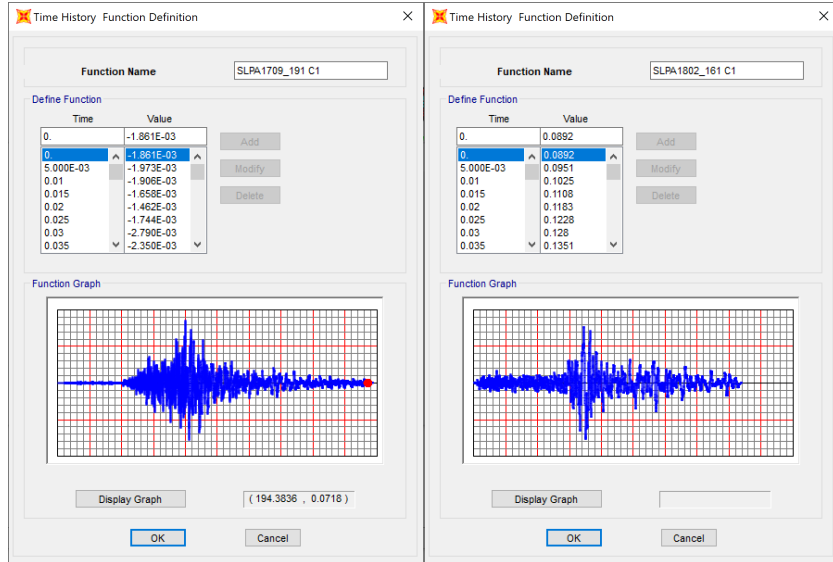 Time History  Function Definition
Function Name
SLPA1709_191 C1
Define Function
Time Value
0. -1.861E-03
Add
Modify
Delete
0. -1.861E-03
5.000E-03 -1.973E-03
0.01 -1.906E-03
0.015 -1.658E-03
0.02 -1.462E-03
0.025 -1.744E-03
0.03 -2.790E-03
0.035 -2.350E-03
Function Graph
Display Graph
( 194.3836 , 0.0718 )
OK Cancel
Time History  Function Definition
Function Name
SLPA1802_161 C1
Define Function
Time Value
0. 0.0892
Add
Modify
Delete
0. 0.0892
5.000E-03 0.0951
0.01 0.1025
0.015 0.1108
0.02 0.1183
0.025 0.1228
0.03 0.128
0.035 0.1351
Function Graph
Display Graph
OK Cancel